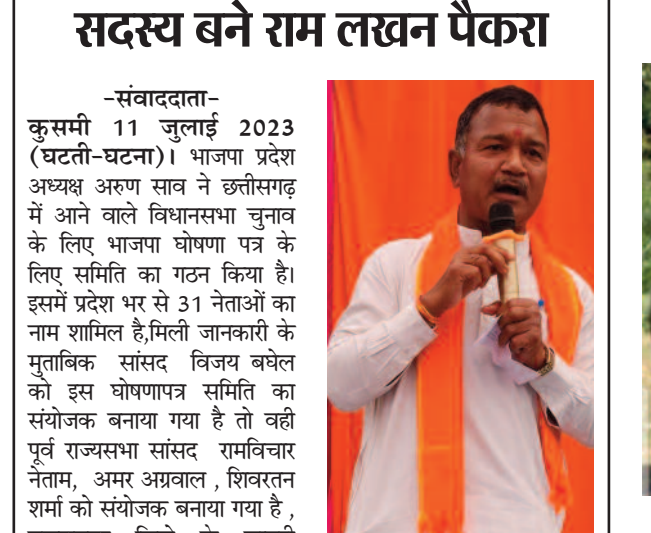 सदस्य बने राम लखन पैकरा
-संवाददाता-
कुसमी 11 जुलाई 2023
(घटती-घटना)। भाजपा प्रदेश
अध्यक्ष अरुण साव ने छत्तीसगढ़
में आने वाले विधानसभा चुनाव
के लिए भाजपा घोषणा पत्र के
लिए समिति का गठन किया है।
इसमें प्रदेश भर से 31 नेताओं का
नाम शामिल है,मिली जानकारी के
मुताबिक सांसद विजय बघेल
को इस घोषणापत्र समिति का
संयोजक बनाया गया है तो वही
पूर्व राज्यसभा सांसद रामविचार
नेताम, अमर अग्रवाल , शिवरतन
शर्मा को संयोजक बनाया गया है ,